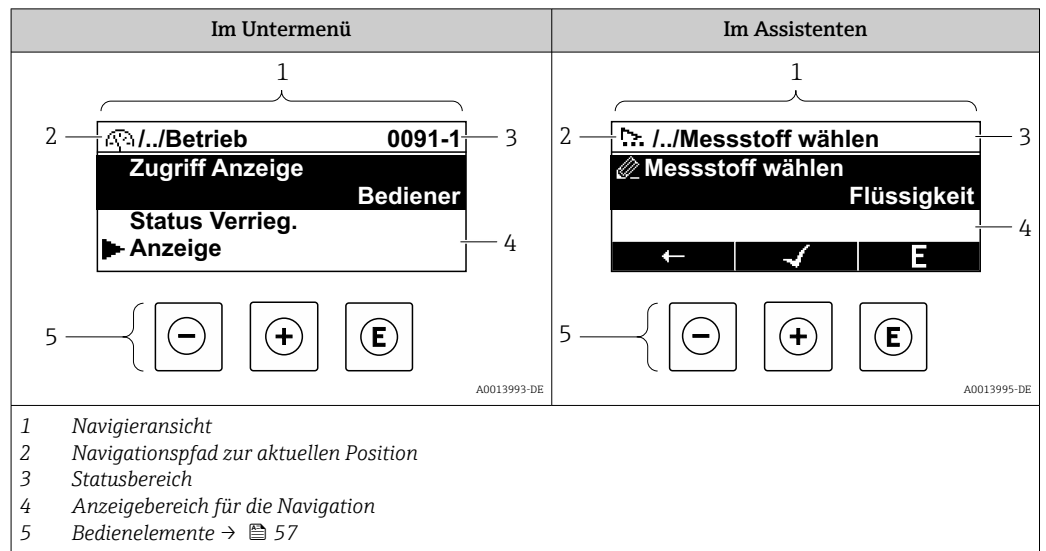 Im Untermenü
Im Assistenten
1
2
/../Betrieb 0091-1
3
Zugriff Anzeige
Bediener
Status Verrieg.
Anzeige
4
5
E
A0013993-DE
1
2
/../Messstoff wählen
3
Messstoff wählen
Flüssigkeit
4
E
5
E
A0013995-DE
1 Navigieransicht
2 Navigationspfad zur aktuellen Position
3 Statusbereich
4 Anzeigebereich für die Navigation
5 Bedienelemente → 57